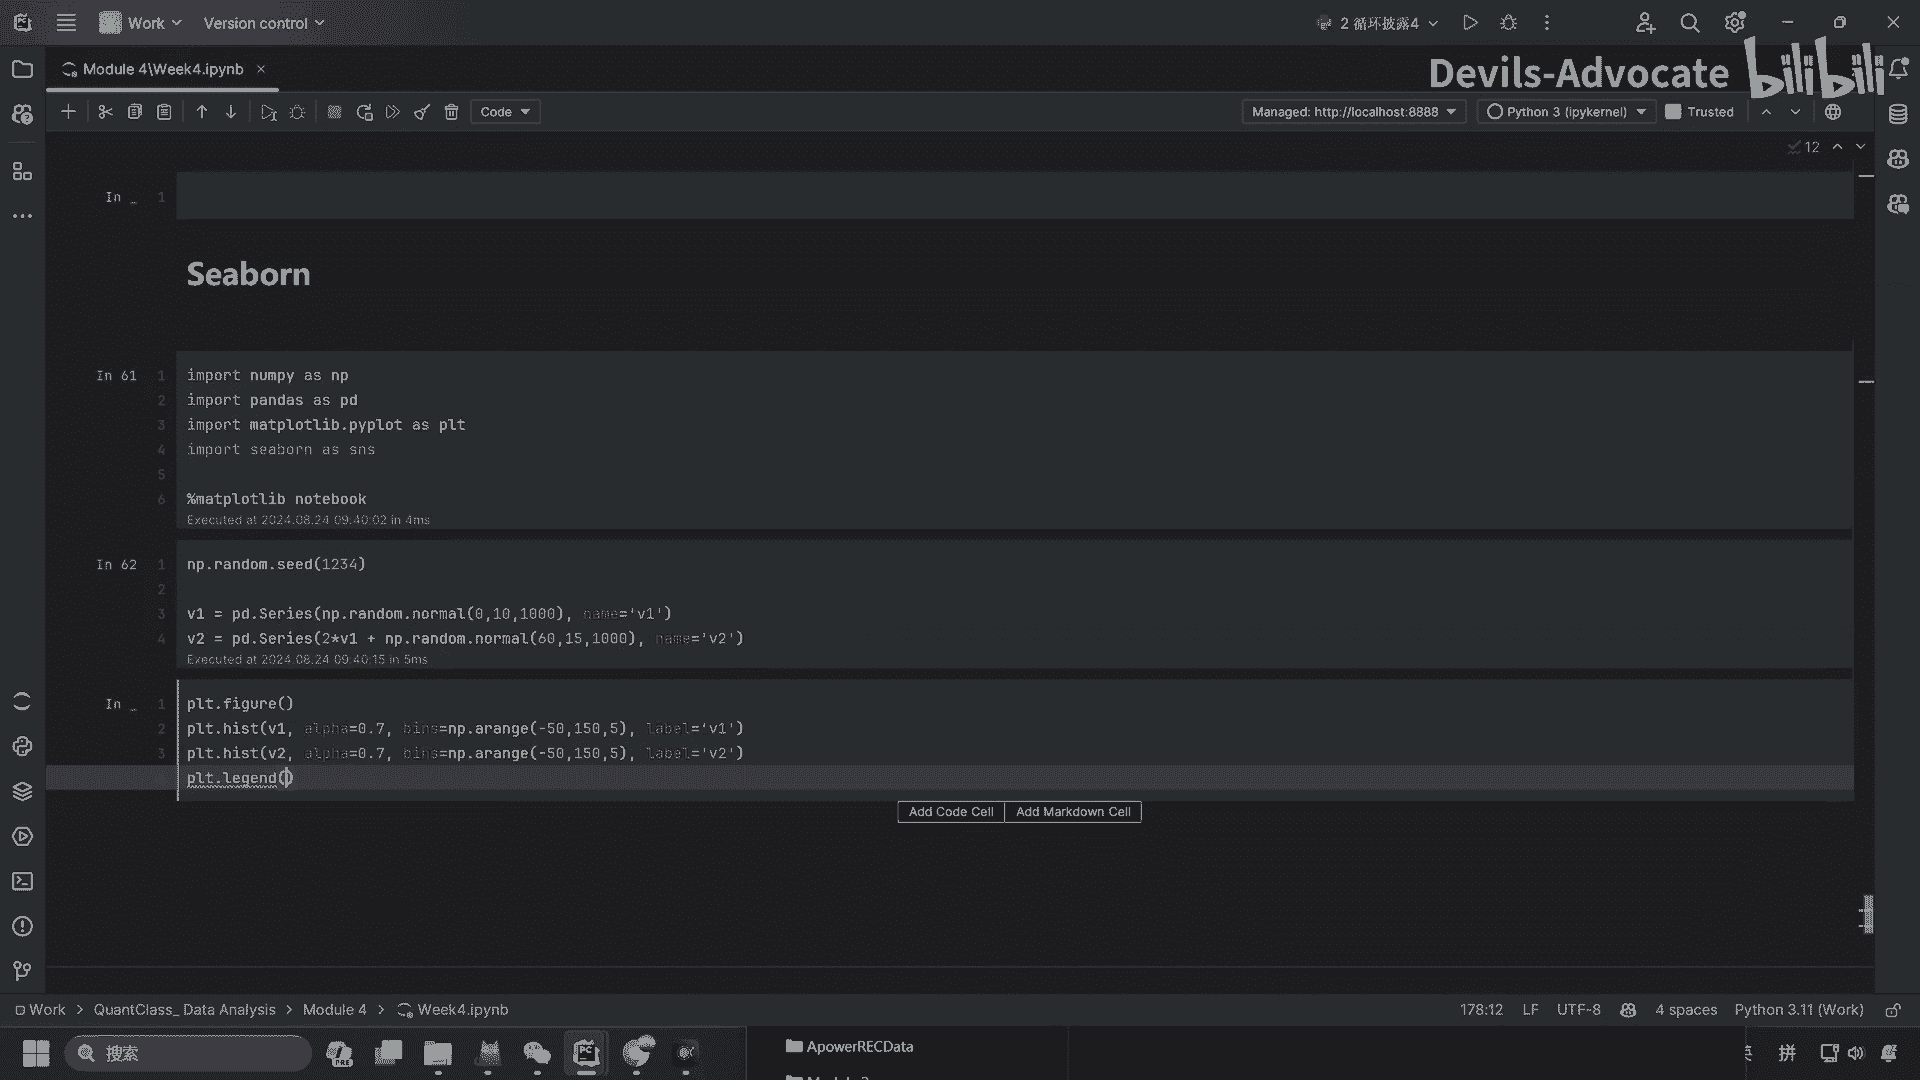 Work
Version control
2 循环披露4
Module 4\Week4.ipynb
Devils-Advocate
bilibili
Code
Managed: http://localhost:8888
Python 3 (ipykernel)
Trusted
12
In _ 1
Seaborn
In 61
1 import numpy as np
2 import pandas as pd
3 import matplotlib.pyplot as plt
4 import seaborn as sns
5
6 %matplotlib notebook
Executed at 2024.08.24 09:40:02 in 4ms
In 62
1 np.random.seed(1234)
2
3 v1 = pd.Series(np.random.normal(0,10,1000), name='v1')
4 v2 = pd.Series(2*v1 + np.random.normal(60,15,1000), name='v2')
Executed at 2024.08.24 09:40:15 in 5ms
In _
1 plt.figure()
2 plt.hist(v1, alpha=0.7, bins=np.arange(-50,150,5), label='v1')
3 plt.hist(v2, alpha=0.7, bins=np.arange(-50,150,5), label='v2')
plt.legend()
Add Code Cell
Add Markdown Cell
Work > QuantClass_ Data Analysis > Module 4 > Week4.ipynb
178:12
LF
UTF-8
4 spaces
Python 3.11 (Work)
搜索
PRE
PC
ApowerRECData
拼